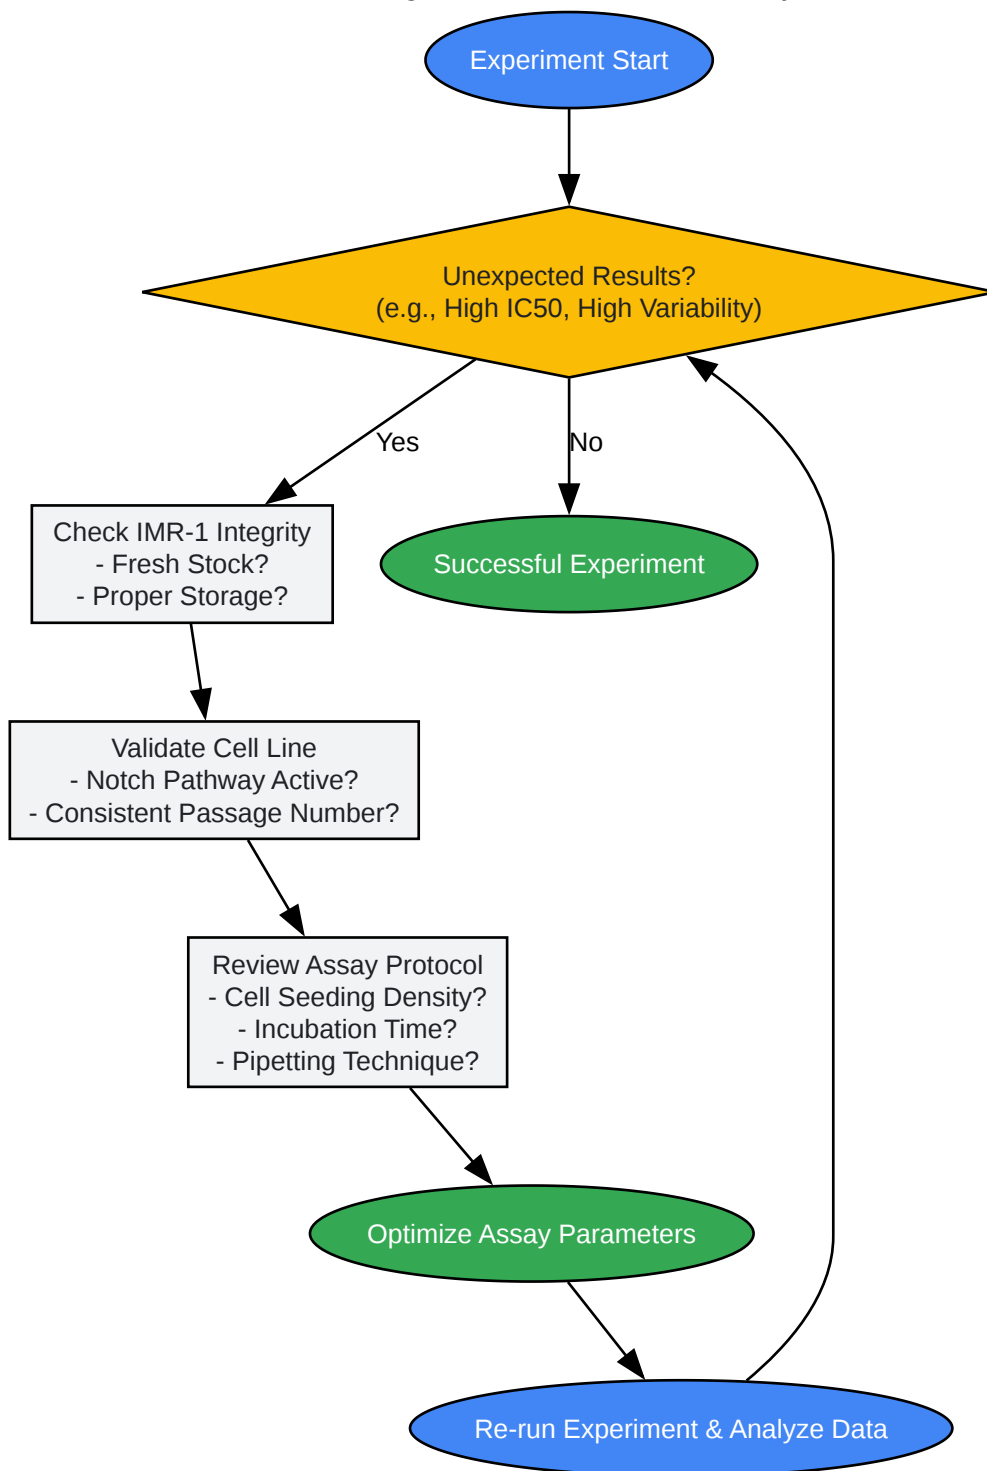 Experiment Start
Unexpected Results?
(e.g., High IC50, High Variability)
Yes
No
Check IMR-1 Integrity
- Fresh Stock?
- Proper Storage?
Successful Experiment
Validate Cell Line
- Notch Pathway Active?
- Consistent Passage Number?
Review Assay Protocol
- Cell Seeding Density?
- Incubation Time?
- Pipetting Technique?
Optimize Assay Parameters
Re-run Experiment & Analyze Data